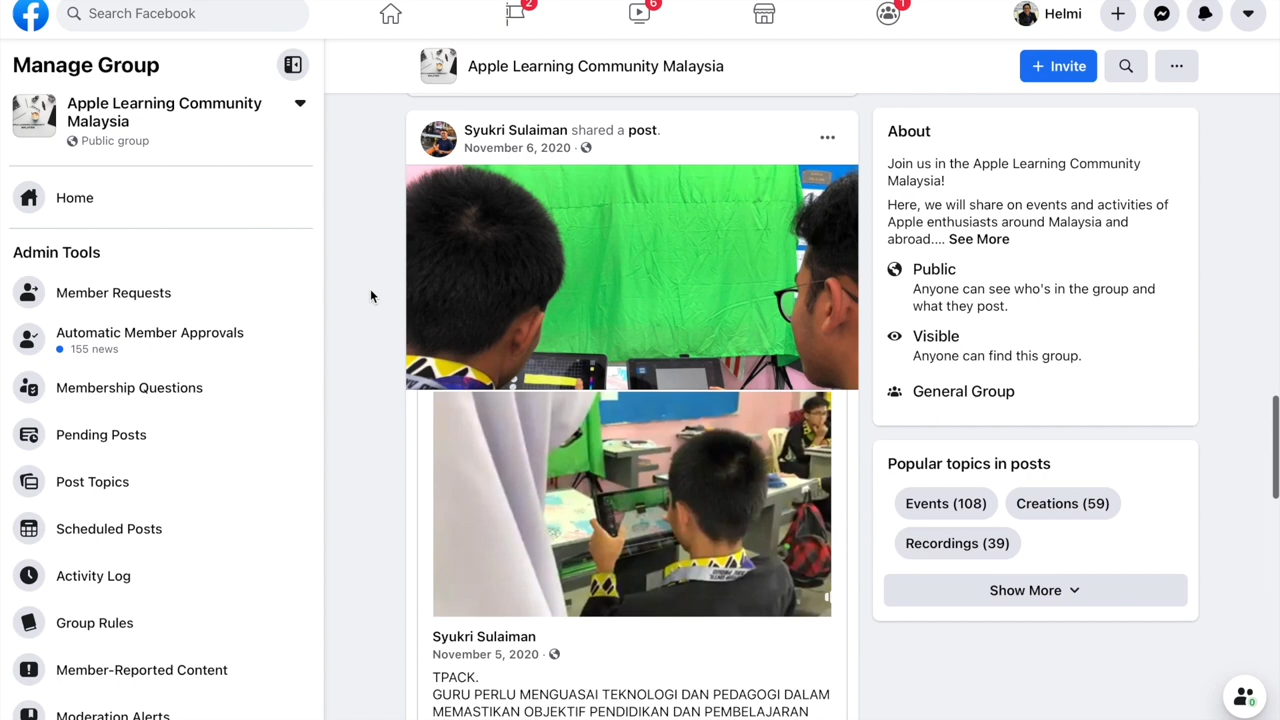 Search Facebook
2
6
1
Helmi
Manage Group
Apple Learning Community
Malaysia
Public group
Home
Admin Tools
Member Requests
Automatic Member Approvals
155 news
Membership Questions
Pending Posts
Post Topics
Scheduled Posts
Activity Log
Group Rules
Member-Reported Content
Moderation Alerts
Apple Learning Community Malaysia
+ Invite
Syukri Sulaiman shared a post.
November 6, 2020 ·
Syukri Sulaiman
November 5, 2020 ·
TPACK.
GURU PERLU MENGUASAI TEKNOLOGI DAN PEDAGOGI DALAM
MEMASTIKAN OBJEKTIF PENDIDIKAN DAN PEMBELAJARAN
About
Join us in the Apple Learning Community
Malaysia!
Here, we will share on events and activities of
Apple enthusiasts around Malaysia and
abroad.... See More
Public
Anyone can see who's in the group and
what they post.
Visible
Anyone can find this group.
General Group
Popular topics in posts
Events (108)
Creations (59)
Recordings (39)
Show More
0